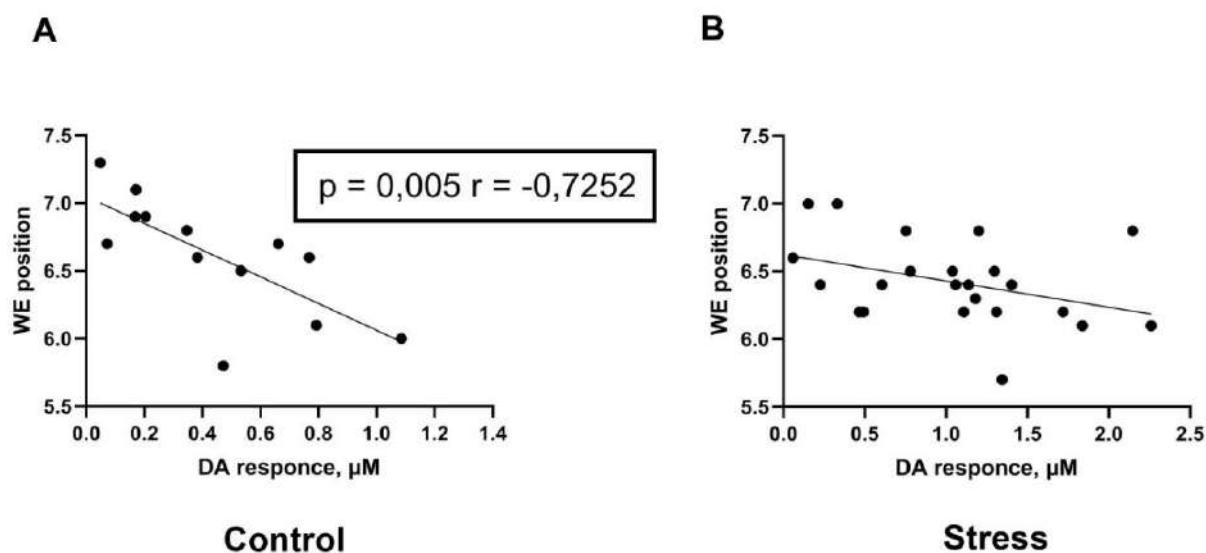 A
B
7.5
7.0
6.5
6.0
5.5
WE position
p = 0,005 r = -0,7252
0.0 0.2 0.4 0.6 0.8 1.0 1.2 1.4
DA responce, µM
Control
7.5
7.0
6.5
6.0
5.5
WE position
0.0 0.5 1.0 1.5 2.0 2.5
DA responce, µM
Stress